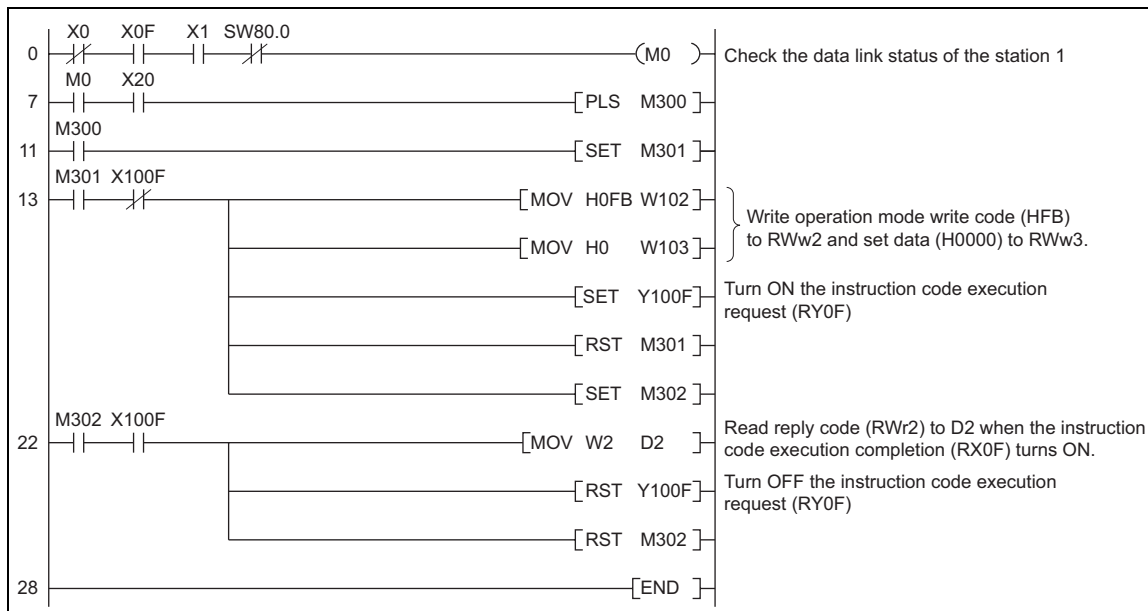 X0 X0F X1 SW80.0
0 (M0 ) Check the data link status of the station 1
M0 X20
7 [PLS M300 ]
M300
11 [SET M301 ]
M301 X100F
13 [MOV H0FB W102 ]
Write operation mode write code (HFB)
to RWw2 and set data (H0000) to RWw3.
[MOV H0 W103 ]
[SET Y100F ] Turn ON the instruction code execution
request (RY0F)
[RST M301 ]
[SET M302 ]
M302 X100F
22 [MOV W2 D2 ] Read reply code (RWr2) to D2 when the instruction
code execution completion (RX0F) turns ON.
[RST Y100F ] Turn OFF the instruction code execution
request (RY0F)
[RST M302 ]
28 [END ]